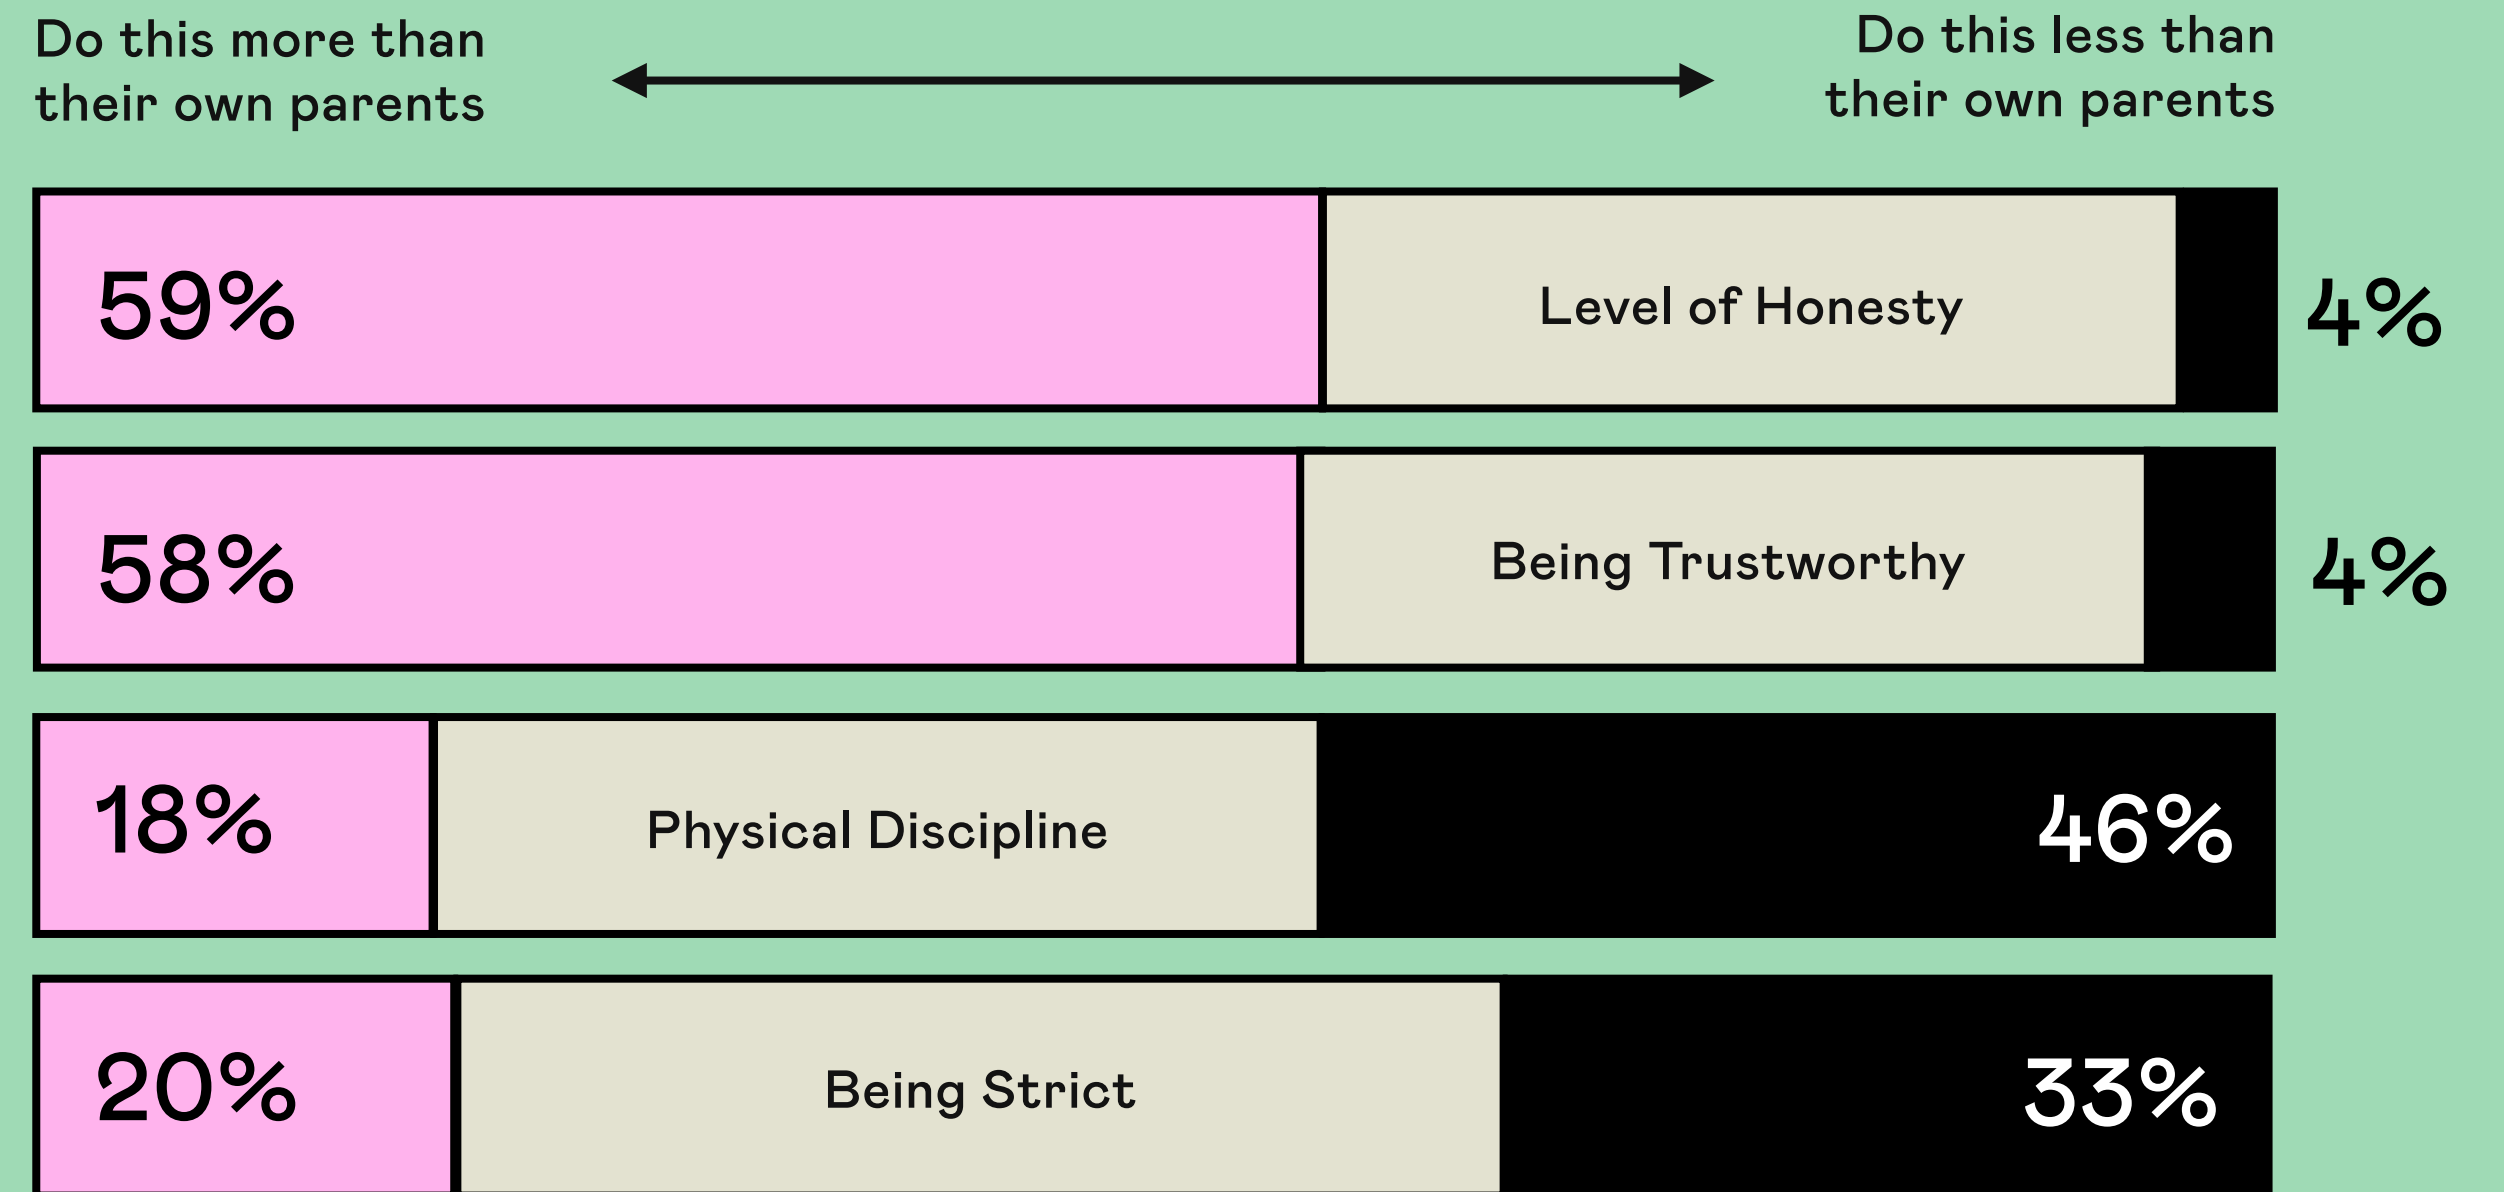 Do this more than
their own parents
Do this less than
their own parents
59%
Level of Honesty
4%
58%
Being Trustworthy
4%
18%
Physical Discipline
46%
20%
Being Strict
33%